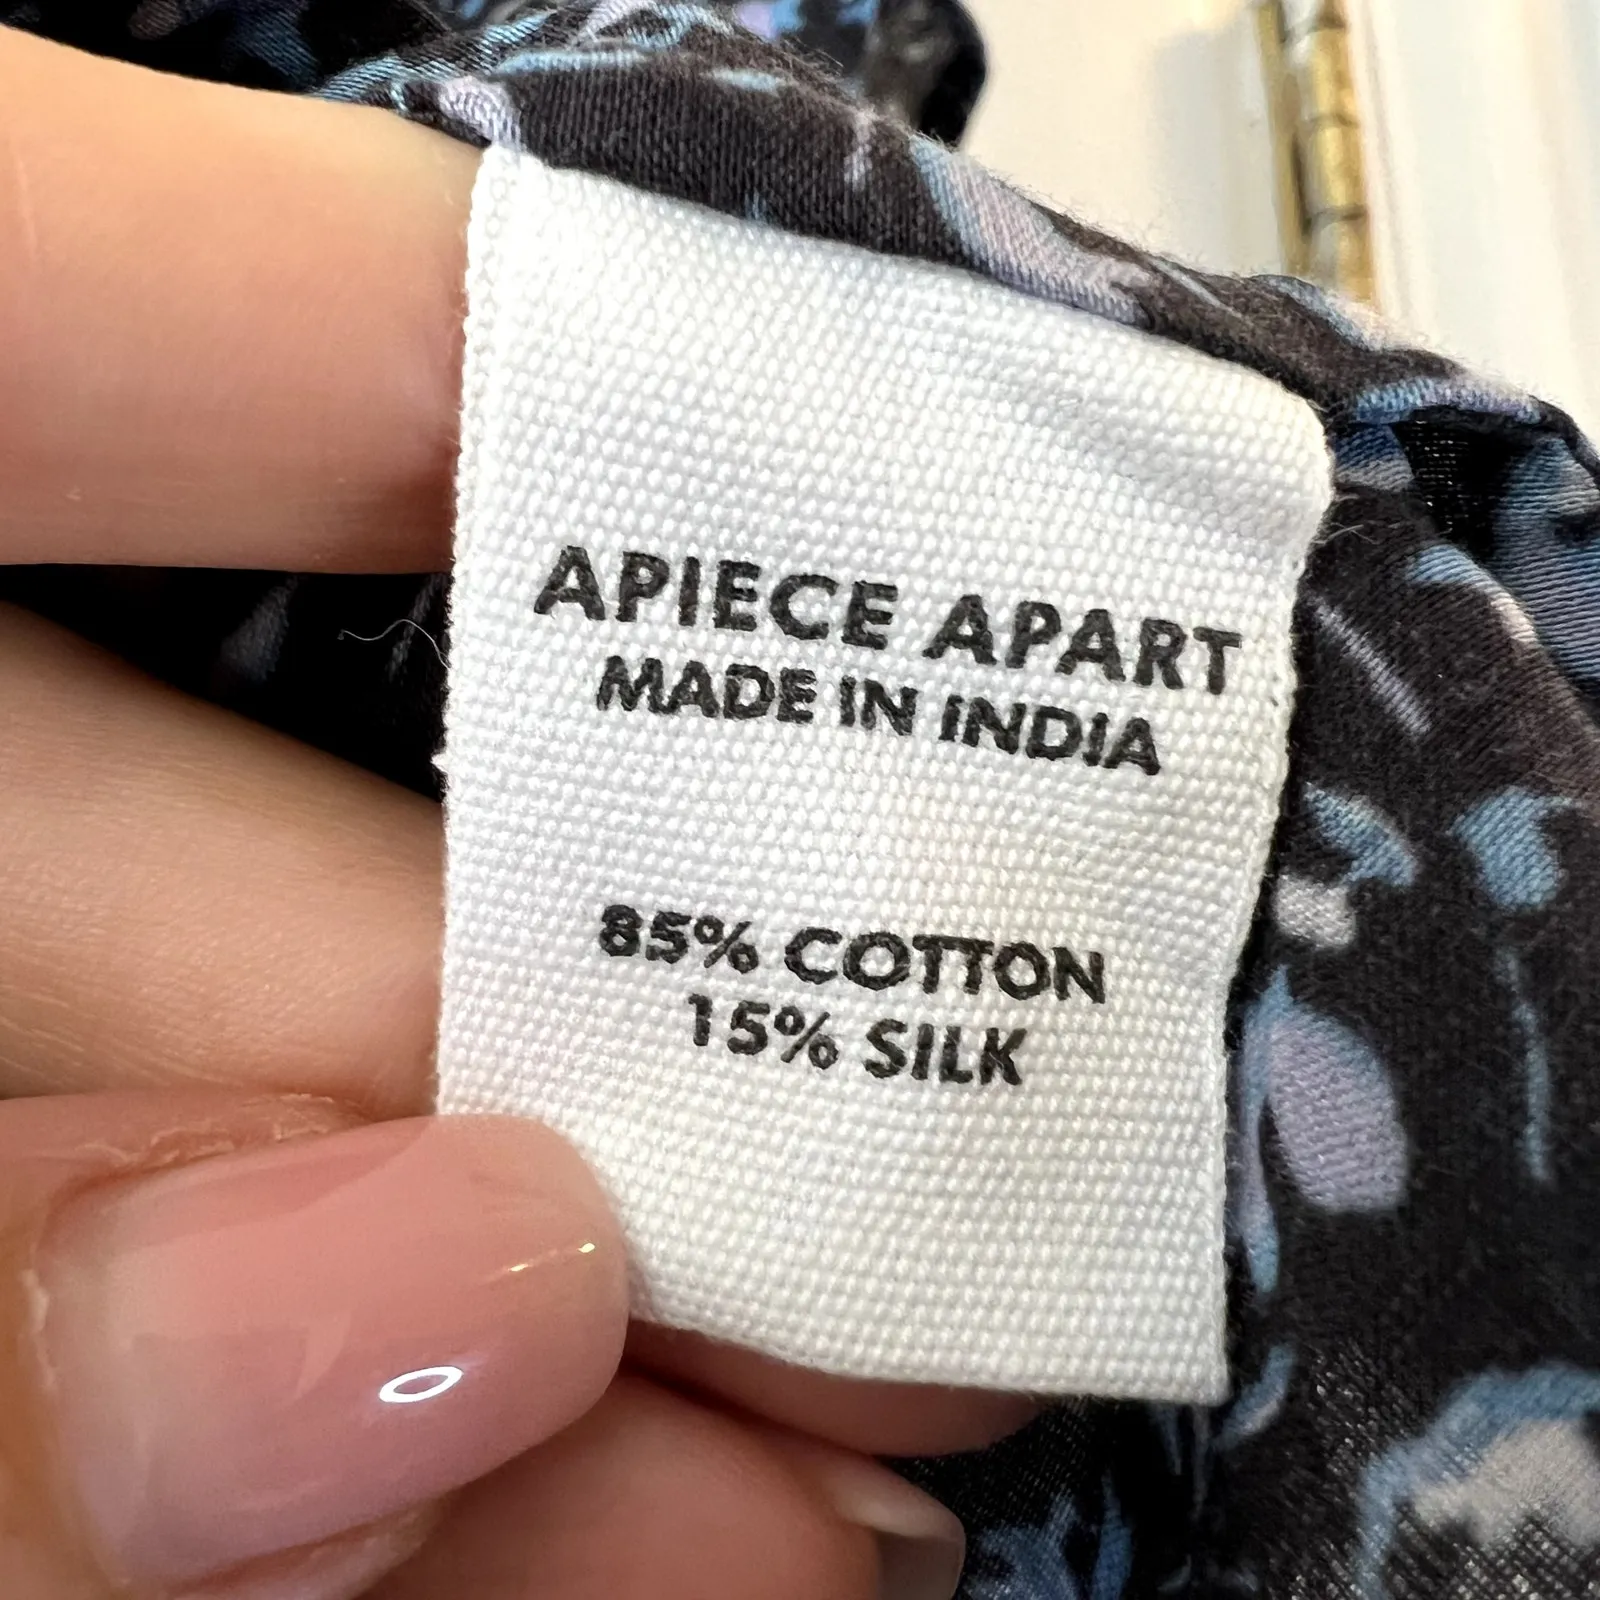 APIECE APART
MADE IN INDIA
85% COTTON
15% SILK